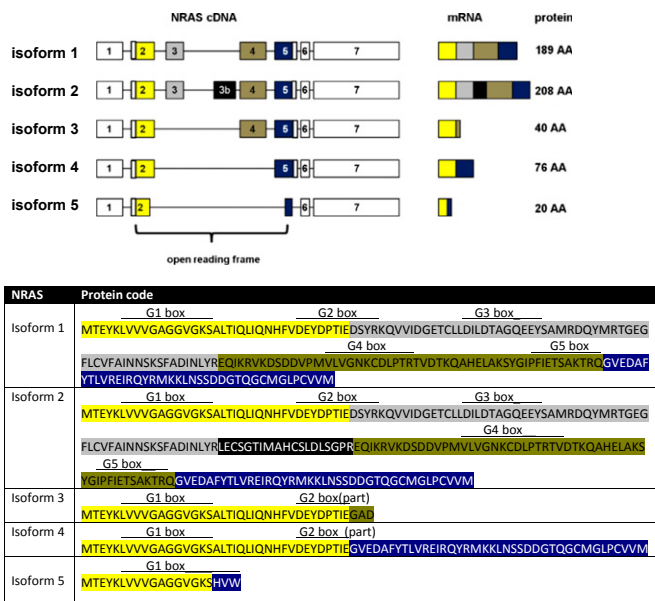 NRAS cDNA mRNA protein
isoform 1 1 2 3 4 5 6 7 189 AA
isoform 2 1 2 3 3b 4 5 6 7 208 AA
isoform 3 1 2 4 5 6 7 40 AA
isoform 4 1 2 5 6 7 76 AA
isoform 5 1 2 6 7 20 AA
open reading frame
NRAS Protein code
G1 box G2 box G3 box_
Isoform 1 MTEYKLVVVGAGGVGKSALTIQLIQNHFVDEYDPTIEDSYRKQVVIDGETCLLDILDTAGQEEYSAMRDQYMRTGEG
G4 box G5 box
FLCVFAINNSKSFADINLYREQIKRVKDSDDVPMVLVGNKCDLPTRTVDTKQAHELAKSYGIPFIETSAKTRQGVEDAF
YTLVREIRQYRMKKLNSSDDGTQGCMGLPCVVM
G1 box G2 box G3 box__
Isoform 2 MTEYKLVVVGAGGVGKSALTIQLIQNHFVDEYDPTIEDSYRKQVVIDGETCLLDILDTAGQEEYSAMRDQYMRTGEG
G4 box__
FLCVFAINNSKSFADINLYRLECSGTIMAHCSLDLSGPREQIKRVKDSDDVPMVLVGNKCDLPTRTVDTKQAHELAKS
G5 box__
YGIPFIETSAKTRQGVEDAFYTLVREIRQYRMKKLNSSDDGTQGCMGLPCVVM
G1 box G2 box(part)
Isoform 3 MTEYKLVVVGAGGVGKSALTIQLIQNHFVDEYDPTIEGAD
G1 box G2 box (part)
Isoform 4 MTEYKLVVVGAGGVGKSALTIQLIQNHFVDEYDPTIEGVEDAFYTLVREIRQYRMKKLNSSDDGTQGCMGLPCVVM
G1 box
Isoform 5 MTEYKLVVVGAGGVGKSHVW